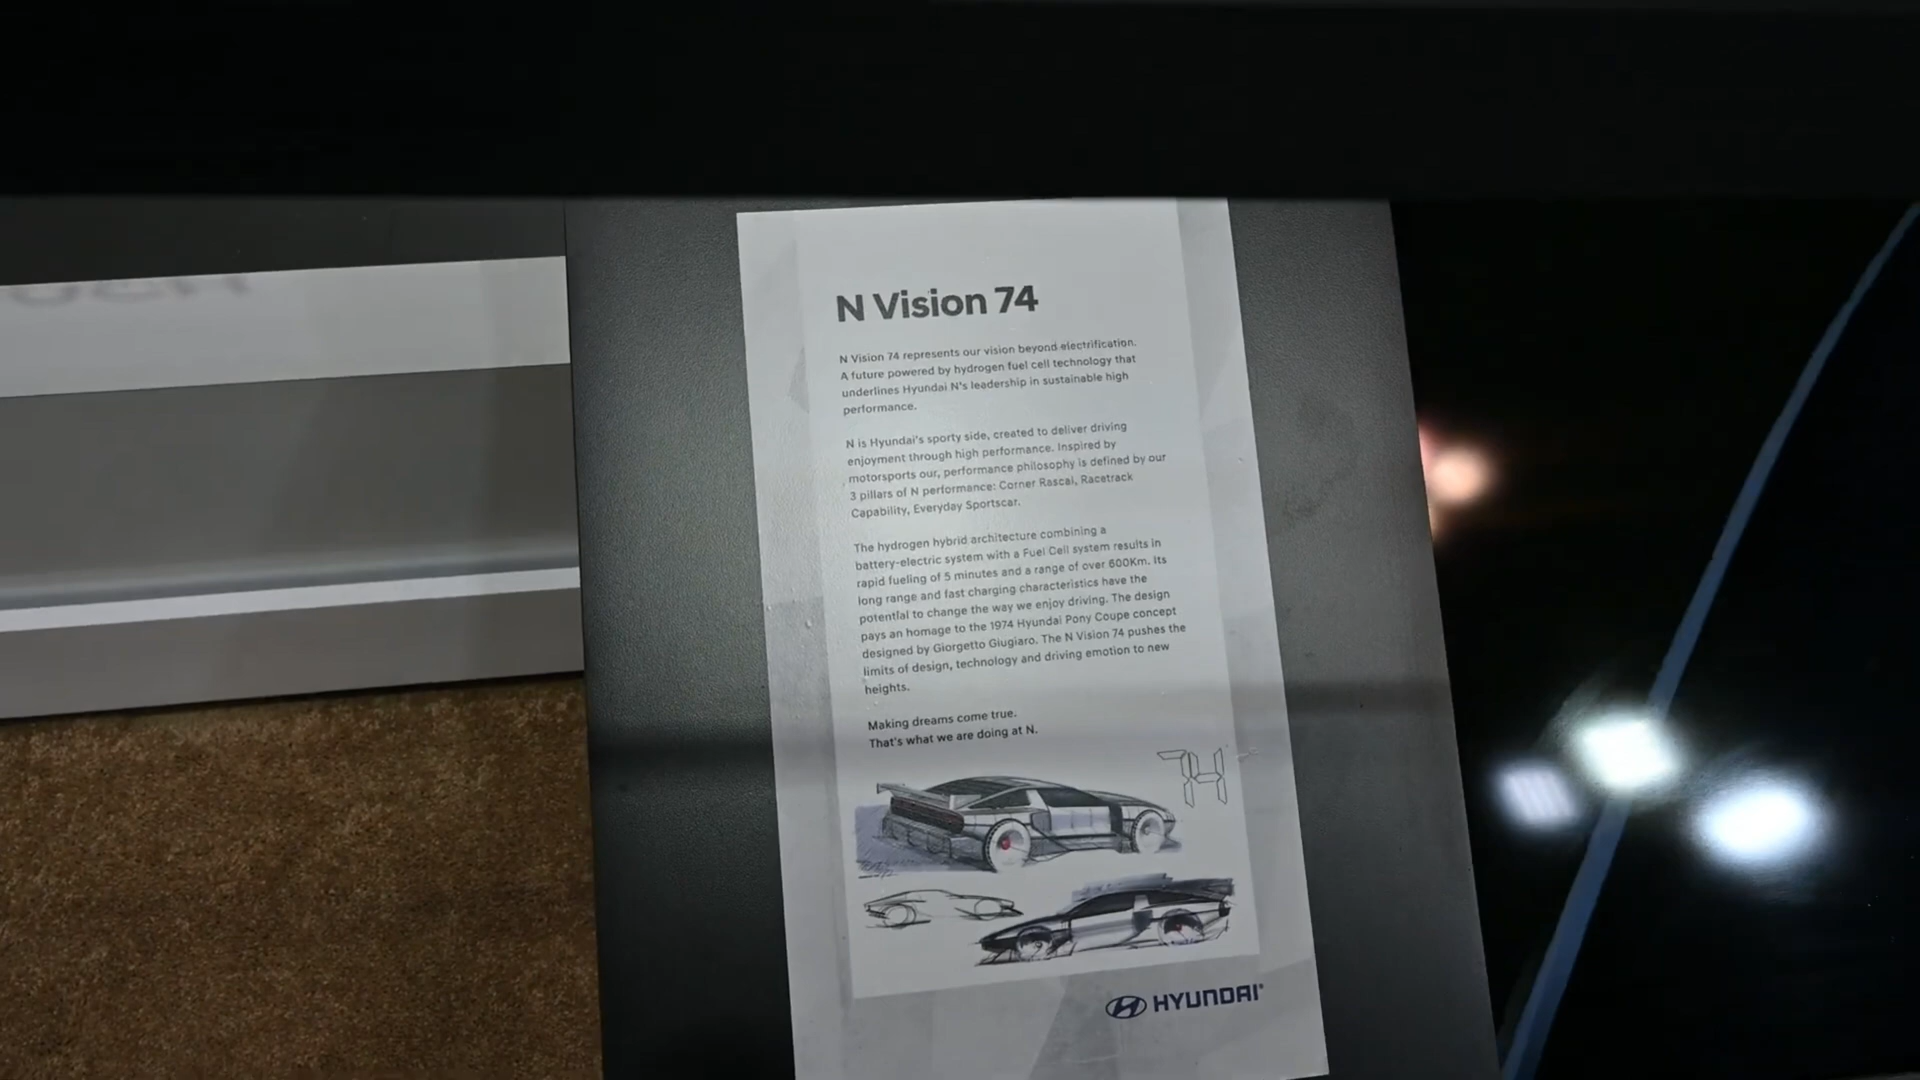 N Vision 74
N Vision 74 represents our vision beyond electrification.
A future powered by hydrogen fuel cell technology that
underlines Hyundai N's leadership in sustainable high
performance.
N is Hyundai's sporty side, created to deliver driving
enjoyment through high performance. Inspired by
motorsports our, performance philosophy is defined by our
3 pillars of N performance: Corner Rascal, Racetrack
Capability, Everyday Sportscar.
The hydrogen hybrid architecture combining a
battery-electric system with a Fuel Cell system results in
rapid fueling of 5 minutes and a range of over 600Km. Its
long range and fast charging characteristics have the
potential to change the way we enjoy driving. The design
pays an homage to the 1974 Hyundai Pony Coupe concept
designed by Giorgetto Giugiaro. The N Vision 74 pushes the
limits of design, technology and driving emotion to new
heights.
Making dreams come true.
That's what we are doing at N.
74
HYUNDAI